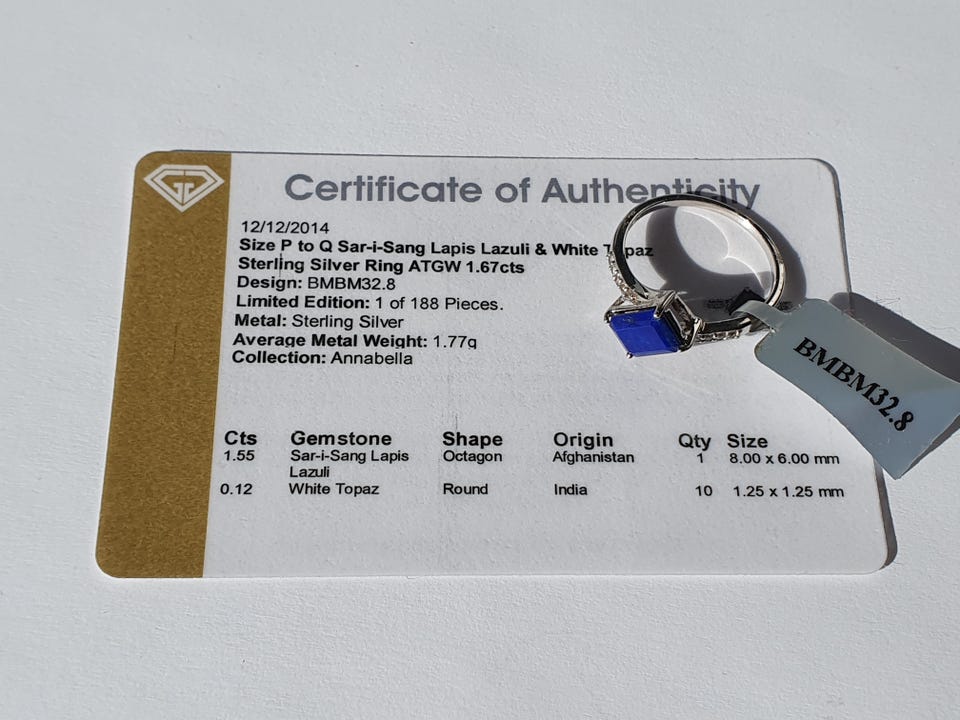 Certificate of Authenticity
12/12/2014
Size P to Q Sar-i-Sang Lapis Lazuli & White Topaz
Sterling Silver Ring ATGW 1.67cts
Design: BMBM32.8
Limited Edition: 1 of 188 Pieces.
Metal: Sterling Silver
Average Metal Weight: 1.77g
Collection: Annabella
BMBM32.8
Cts Gemstone Shape Origin Qty Size
1.55 Sar-i-Sang Lapis Octagon Afghanistan 1 8.00 x 6.00 mm
Lazuli
0.12 White Topaz Round India 10 1.25 x 1.25 mm